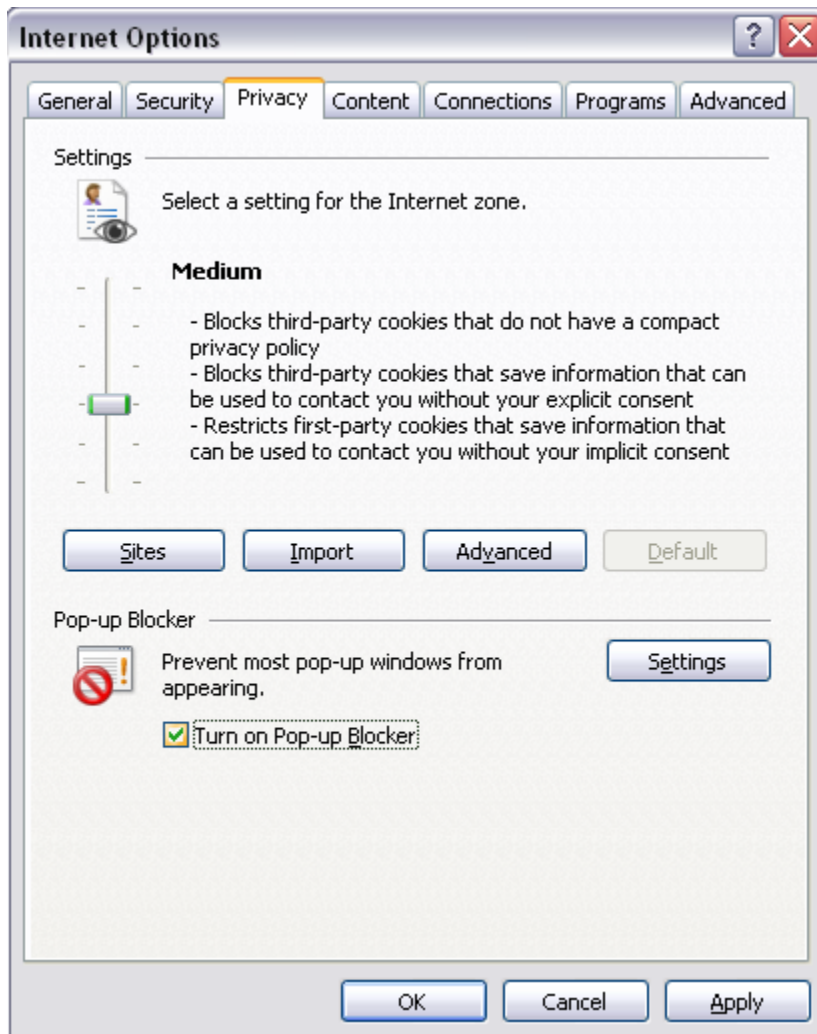 Internet Options
General Security Privacy Content Connections Programs Advanced
Settings
Select a setting for the Internet zone.
Medium
- Blocks third-party cookies that do not have a compact
privacy policy
- Blocks third-party cookies that save information that can
be used to contact you without your explicit consent
- Restricts first-party cookies that save information that
can be used to contact you without your implicit consent
Sites Import Advanced Default
Pop-up Blocker
Prevent most pop-up windows from
appearing.
Settings
Turn on Pop-up Blocker
OK Cancel Apply